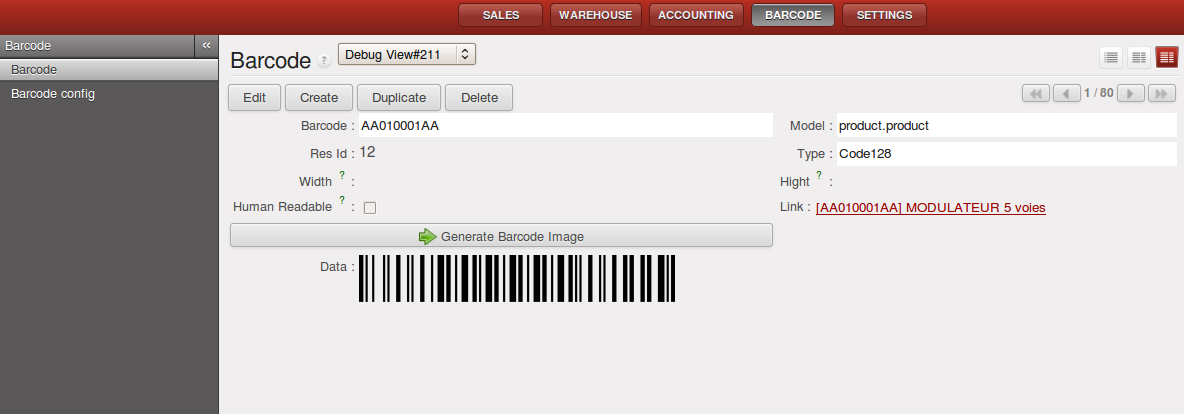 SALES WAREHOUSE ACCOUNTING BARCODE SETTINGS
Barcode «
Barcode
Barcode config
Barcode ? Debug View#211
Edit Create Duplicate Delete 1 / 80
Barcode : AA010001AA Model : product.product
Res Id : 12 Type : Code128
Width ? : Hight ? :
Human Readable ? : Link : [AA010001AA] MODULATEUR 5 voies
Generate Barcode Image
Data :